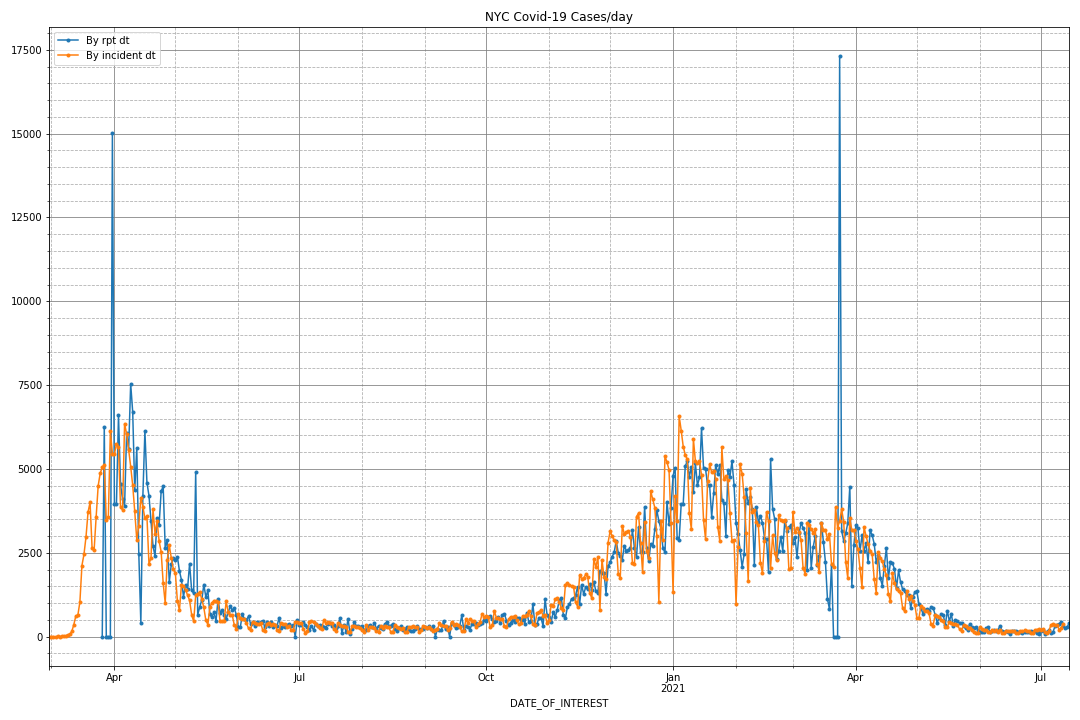 NYC Covid-19 Cases/day
By rpt dt
By incident dt
17500
15000
12500
10000
7500
5000
2500
0
Apr
Jul
Oct
Jan
2021
Apr
Jul
DATE_OF_INTEREST